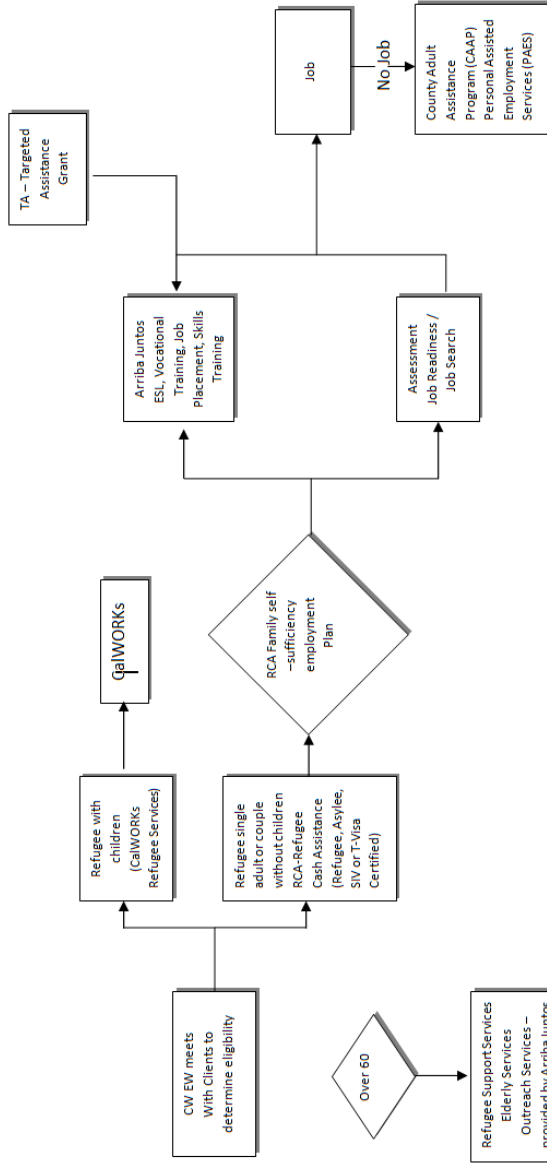 CW EW meets
With Clients to
determine eligibility
Refugee with
children
(CalWORKs
Refugee Services)
CalWORKs
Refugee single
adult or couple
without children
RCA-Refugee
Cash Assistance
(Refugee, Asylee,
SIV or T-Visa
Certified)
RCA Family self
–sufficiency
employment
Plan
Arriba Juntos
ESL, Vocational
Training, Job
Placement, Skills
Training
Assessment
Job Readiness /
Job Search
TA – Targeted
Assistance
Grant
Job
No Job
County Adult
Assistance
Program (CAAP)
Personal Assisted
Employment
Services (PAES)
Over 60
Refugee Support Services
Elderly Services
Outreach Services –
provided by Arriba Juntos